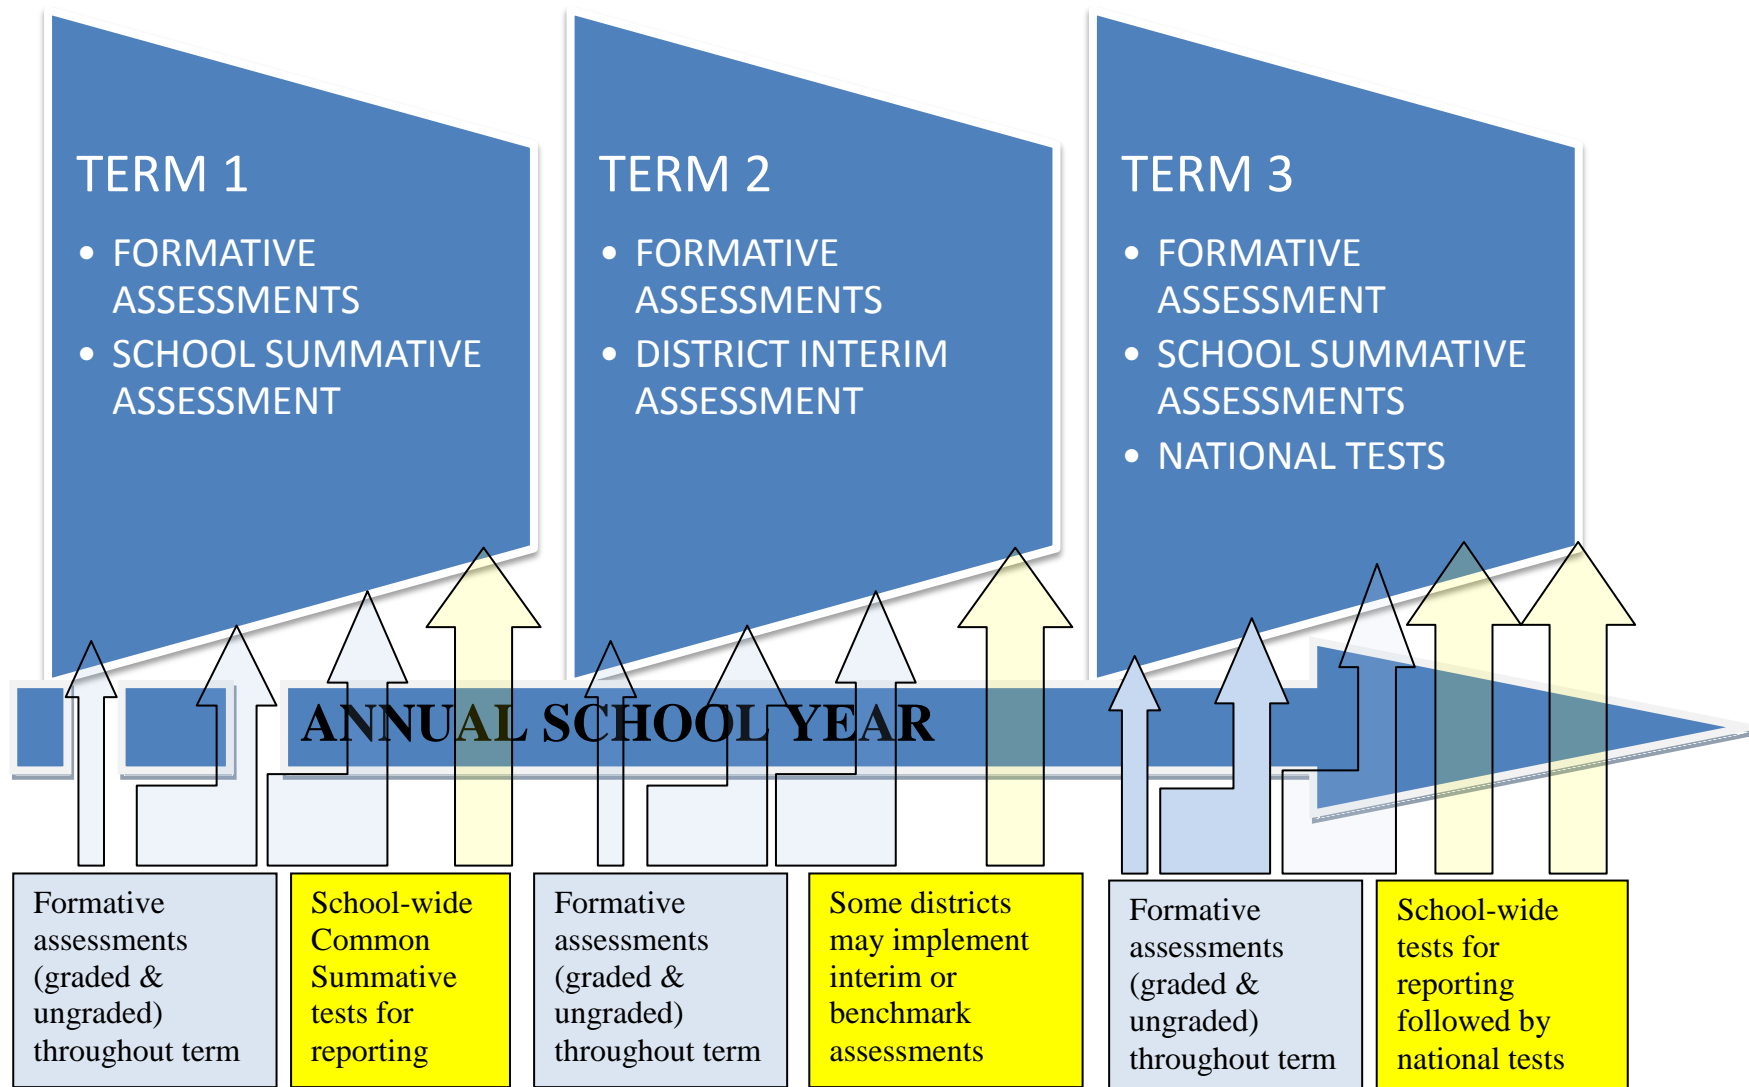 TERM 1
• FORMATIVE
ASSESSMENTS
• SCHOOL SUMMATIVE
ASSESSMENT
TERM 2
• FORMATIVE
ASSESSMENTS
• DISTRICT INTERIM
ASSESSMENT
TERM 3
• FORMATIVE
ASSESSMENT
• SCHOOL SUMMATIVE
ASSESSMENTS
• NATIONAL TESTS
ANNUAL SCHOOL YEAR
Formative
assessments
(graded &
ungraded)
throughout term
School-wide
Common
Summative
tests for
reporting
Formative
assessments
(graded &
ungraded)
throughout term
Some districts
may implement
interim or
benchmark
assessments
Formative
assessments
(graded &
ungraded)
throughout term
School-wide
tests for
reporting
followed by
national tests